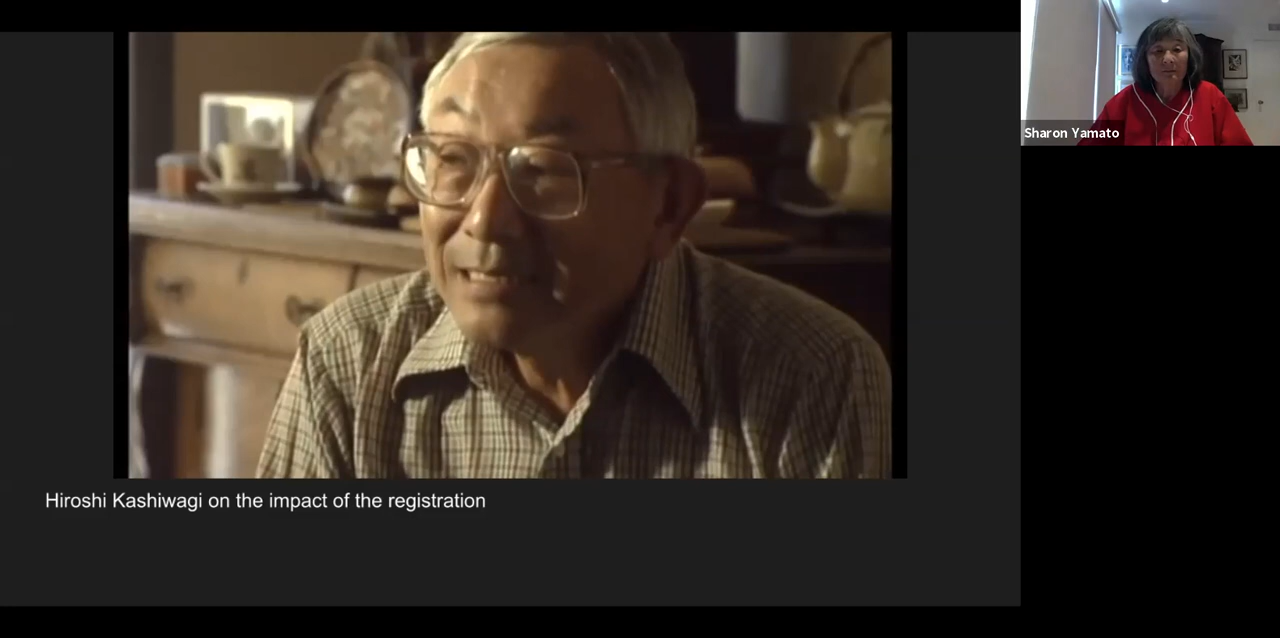 Sharon Yamato
Hiroshi Kashiwagi on the impact of the registration